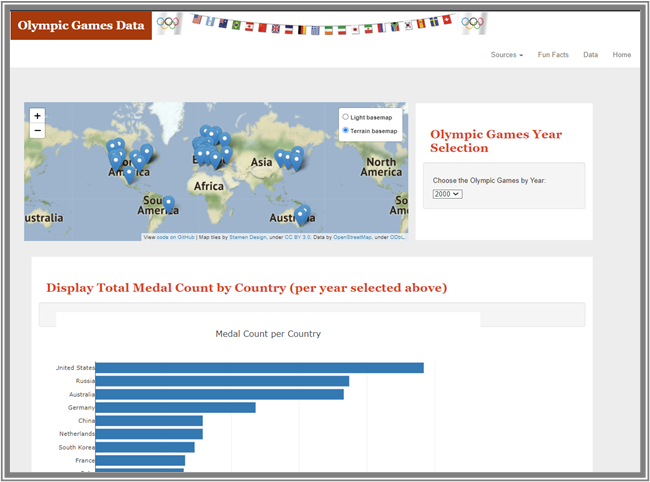 Olympic Games Data
Sources
Fun Facts
Data
Home
+
−
Light basemap
Terrain basemap
North
America
Asia
North
America
Africa
South
America
ustralia
View code on GitHub | Map tiles by Stamen Design, under CC BY 3.0. Data by OpenStreetMap, under ODbL.
Olympic Games Year
Selection
Choose the Olympic Games by Year:
2000
Display Total Medal Count by Country (per year selected above)
Medal Count per Country
United States
Russia
Australia
Germany
China
Netherlands
South Korea
France